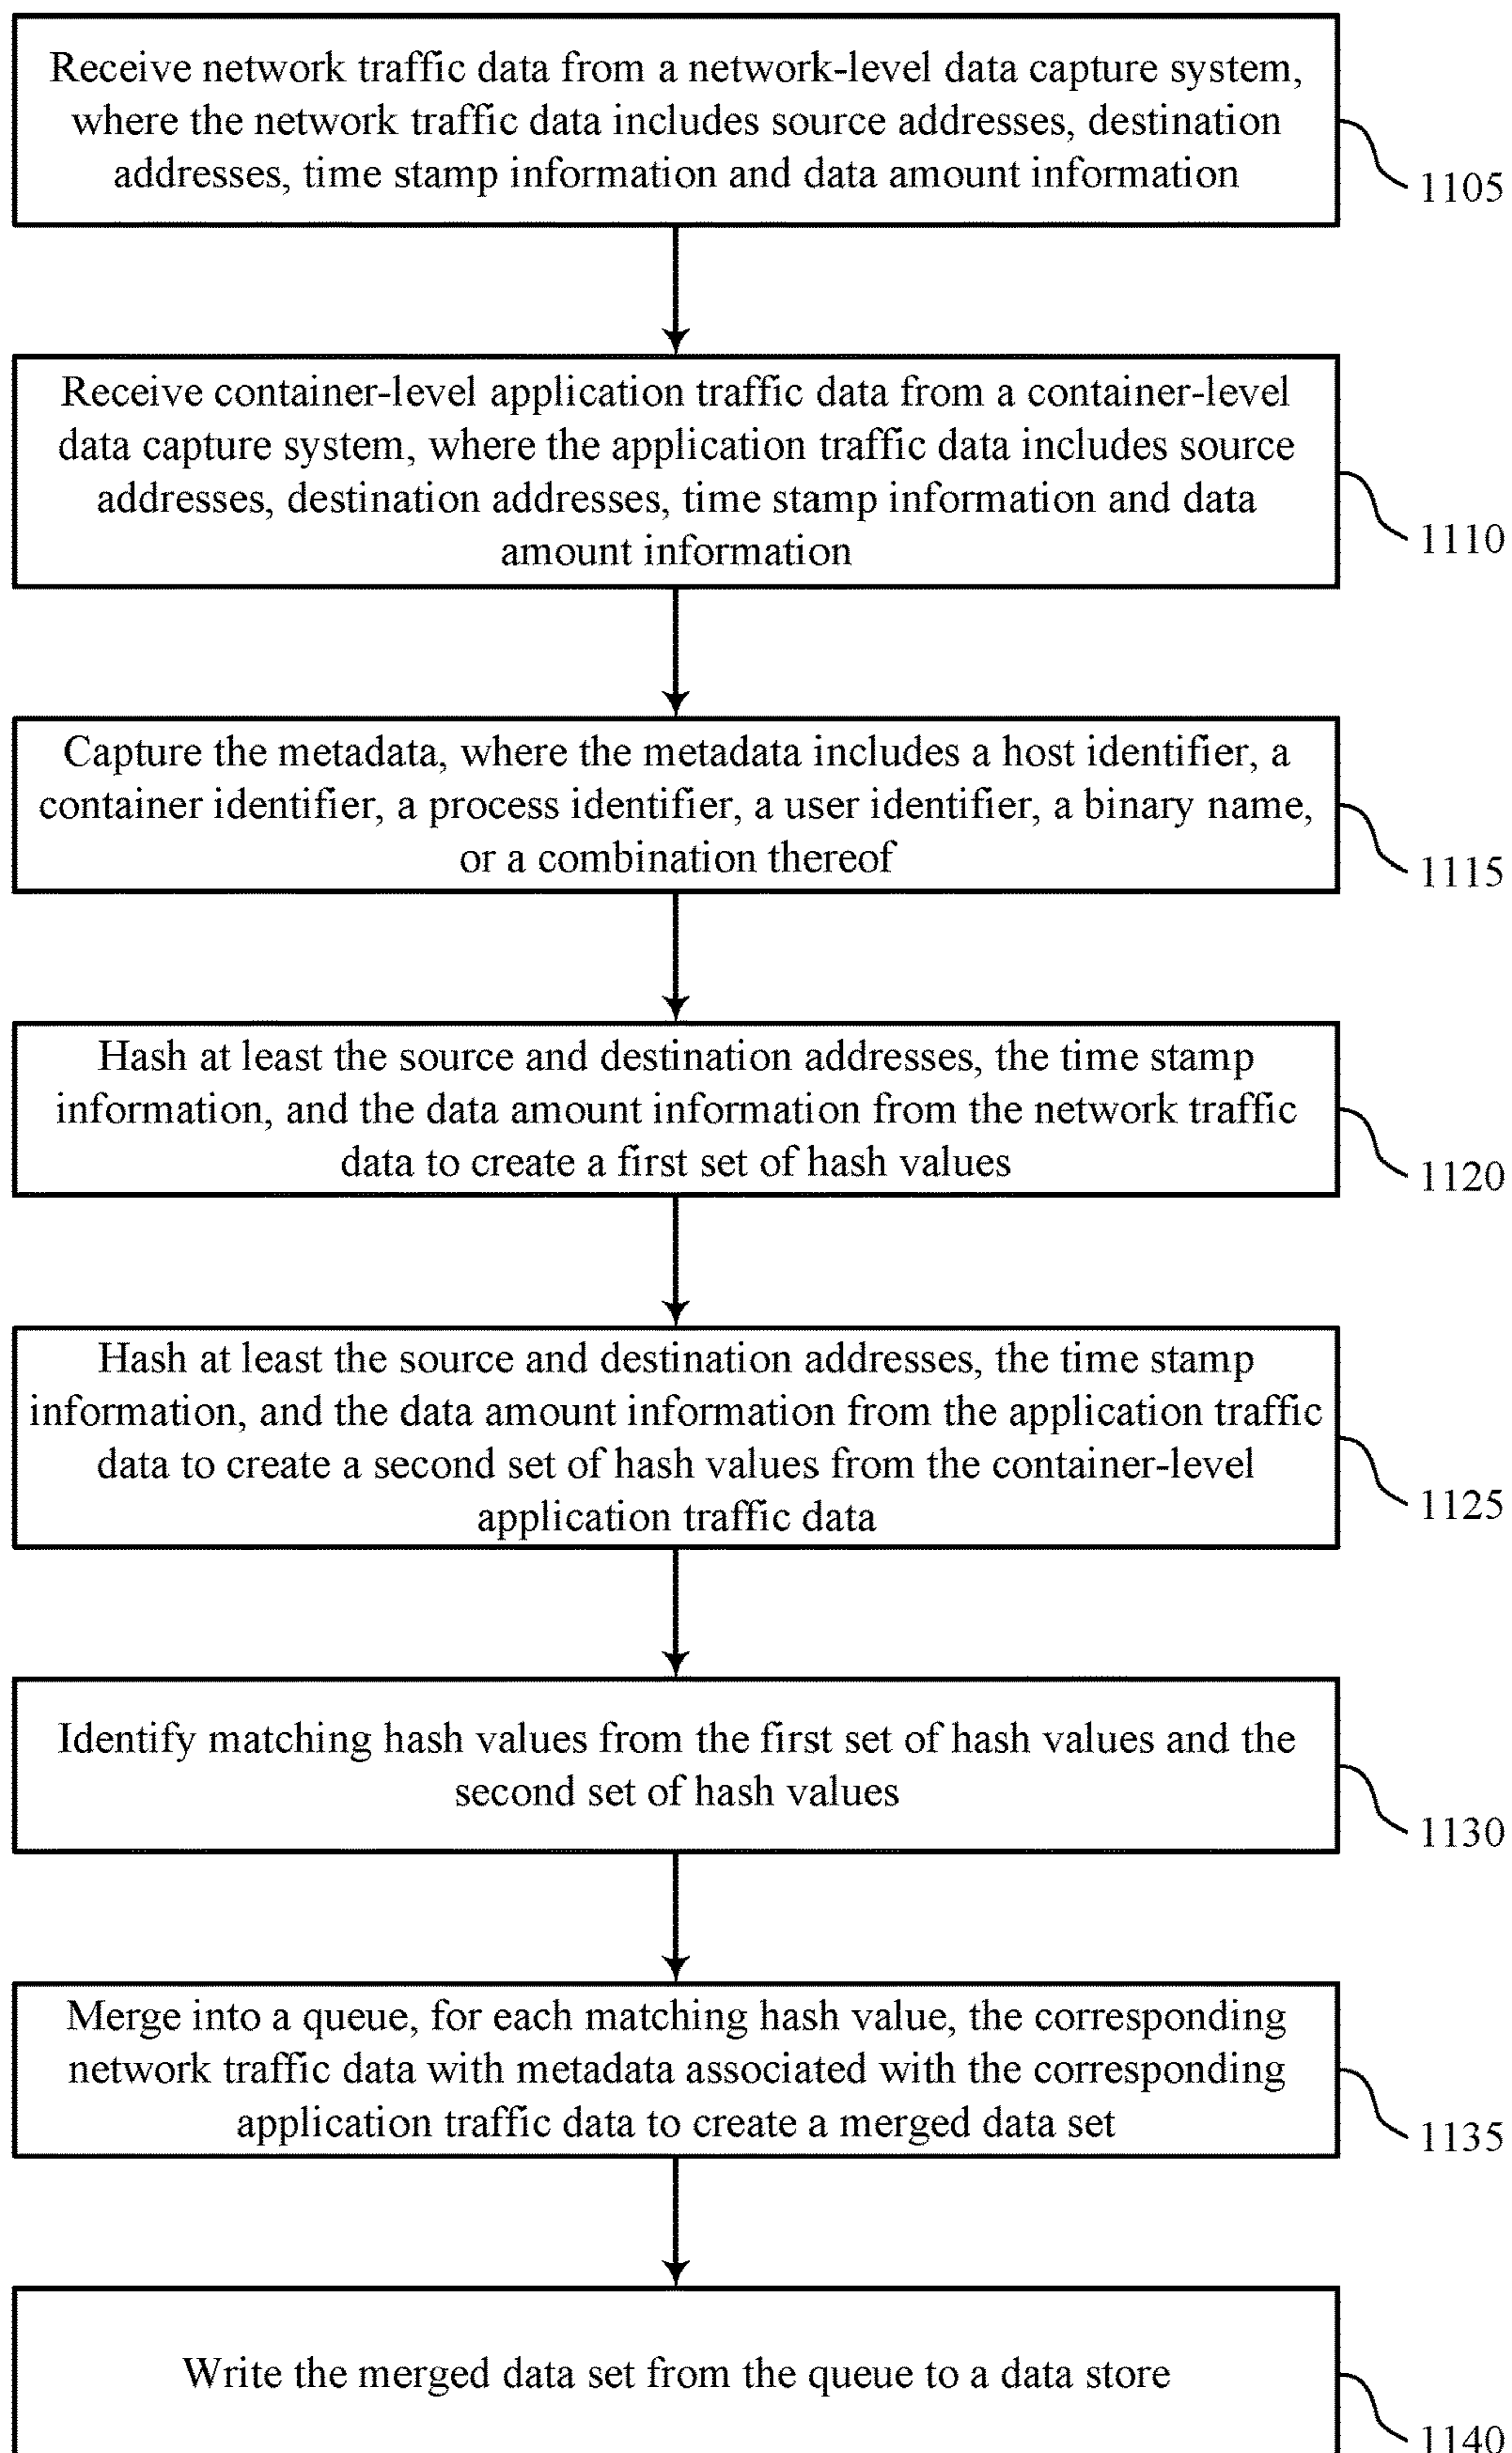 Receive network traffic data from a network-level data capture system,
where the network traffic data includes source addresses, destination
addresses, time stamp information and data amount information
1105
Receive container-level application traffic data from a container-level
data capture system, where the application traffic data includes source
addresses, destination addresses, time stamp information and data
amount information
1110
Capture the metadata, where the metadata includes a host identifier, a
container identifier, a process identifier, a user identifier, a binary name,
or a combination thereof
1115
Hash at least the source and destination addresses, the time stamp
information, and the data amount information from the network traffic
data to create a first set of hash values
1120
Hash at least the source and destination addresses, the time stamp
information, and the data amount information from the application traffic
data to create a second set of hash values from the container-level
application traffic data
1125
Identify matching hash values from the first set of hash values and the
second set of hash values
1130
Merge into a queue, for each matching hash value, the corresponding
network traffic data with metadata associated with the corresponding
application traffic data to create a merged data set
1135
Write the merged data set from the queue to a data store
1140